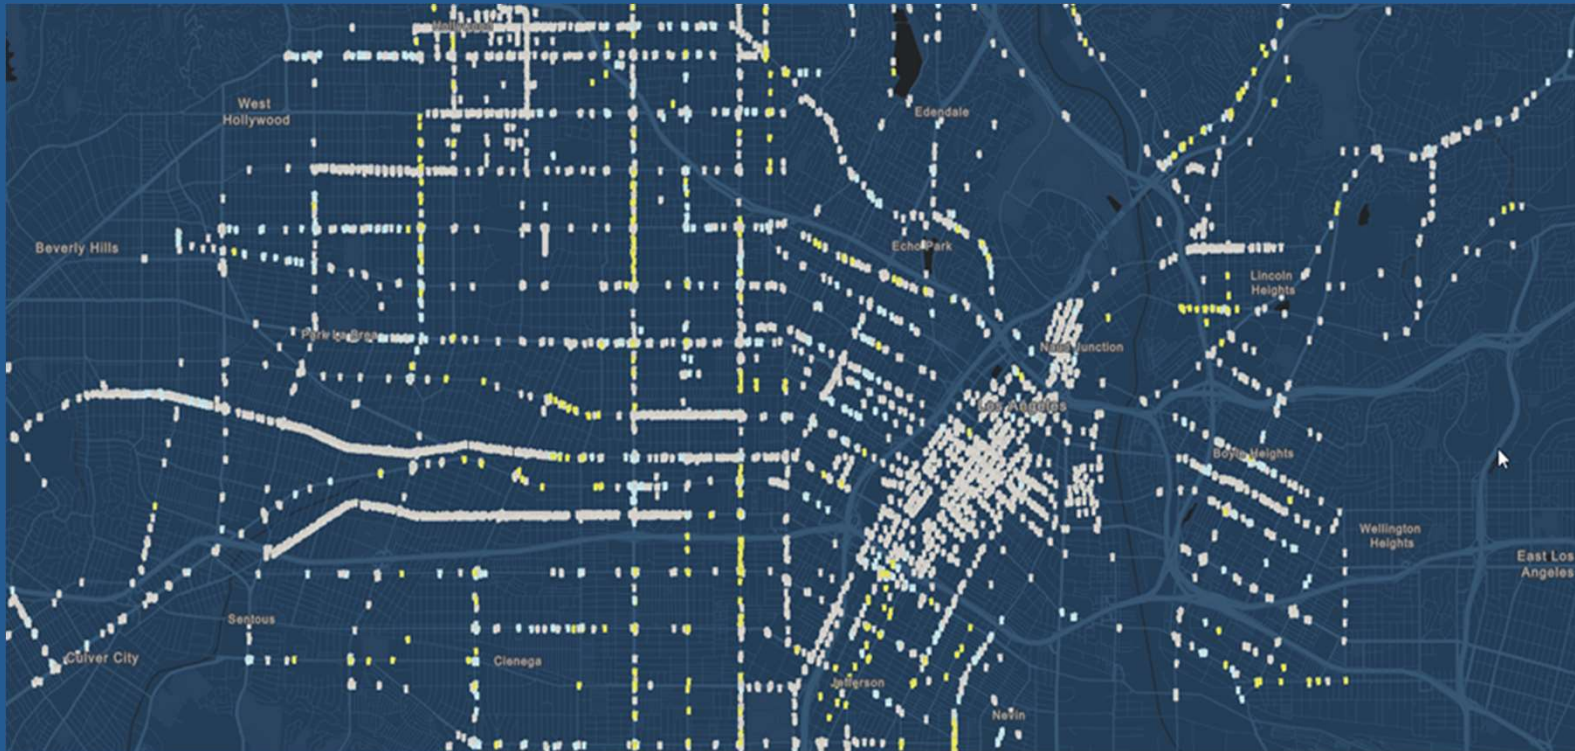 Hollywood
West
Hollywood
Edendale
Beverly Hills
Echo Park
Lincoln
Heights
Park La Brea
Naud Junction
Los Angeles
Boyle Heights
Wellington
Heights
East Los
Angeles
Sentous
Culver City
Cienega
Jefferson
Nevin